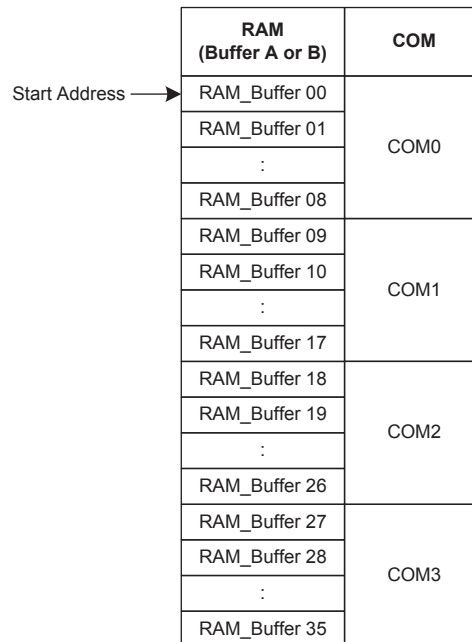 RAM
(Buffer A or B)
COM
Start Address
RAM_Buffer 00
RAM_Buffer 01
:
RAM_Buffer 08
COM0
RAM_Buffer 09
RAM_Buffer 10
:
RAM_Buffer 17
COM1
RAM_Buffer 18
RAM_Buffer 19
:
RAM_Buffer 26
COM2
RAM_Buffer 27
RAM_Buffer 28
:
RAM_Buffer 35
COM3